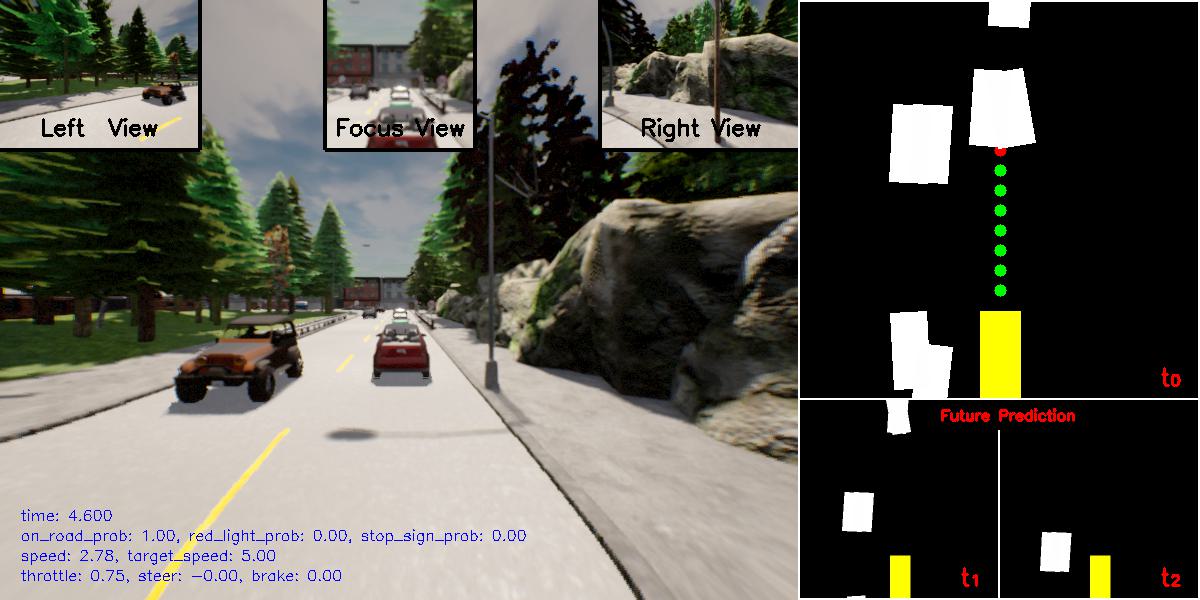 Left View
Focus View
Right View
t0
Future Prediction
t1
t2
time: 4.600
on_road_prob: 1.00, red_light_prob: 0.00, stop_sign_prob: 0.00
speed: 2.78, target_speed: 5.00
throttle: 0.75, steer: −0.00, brake: 0.00